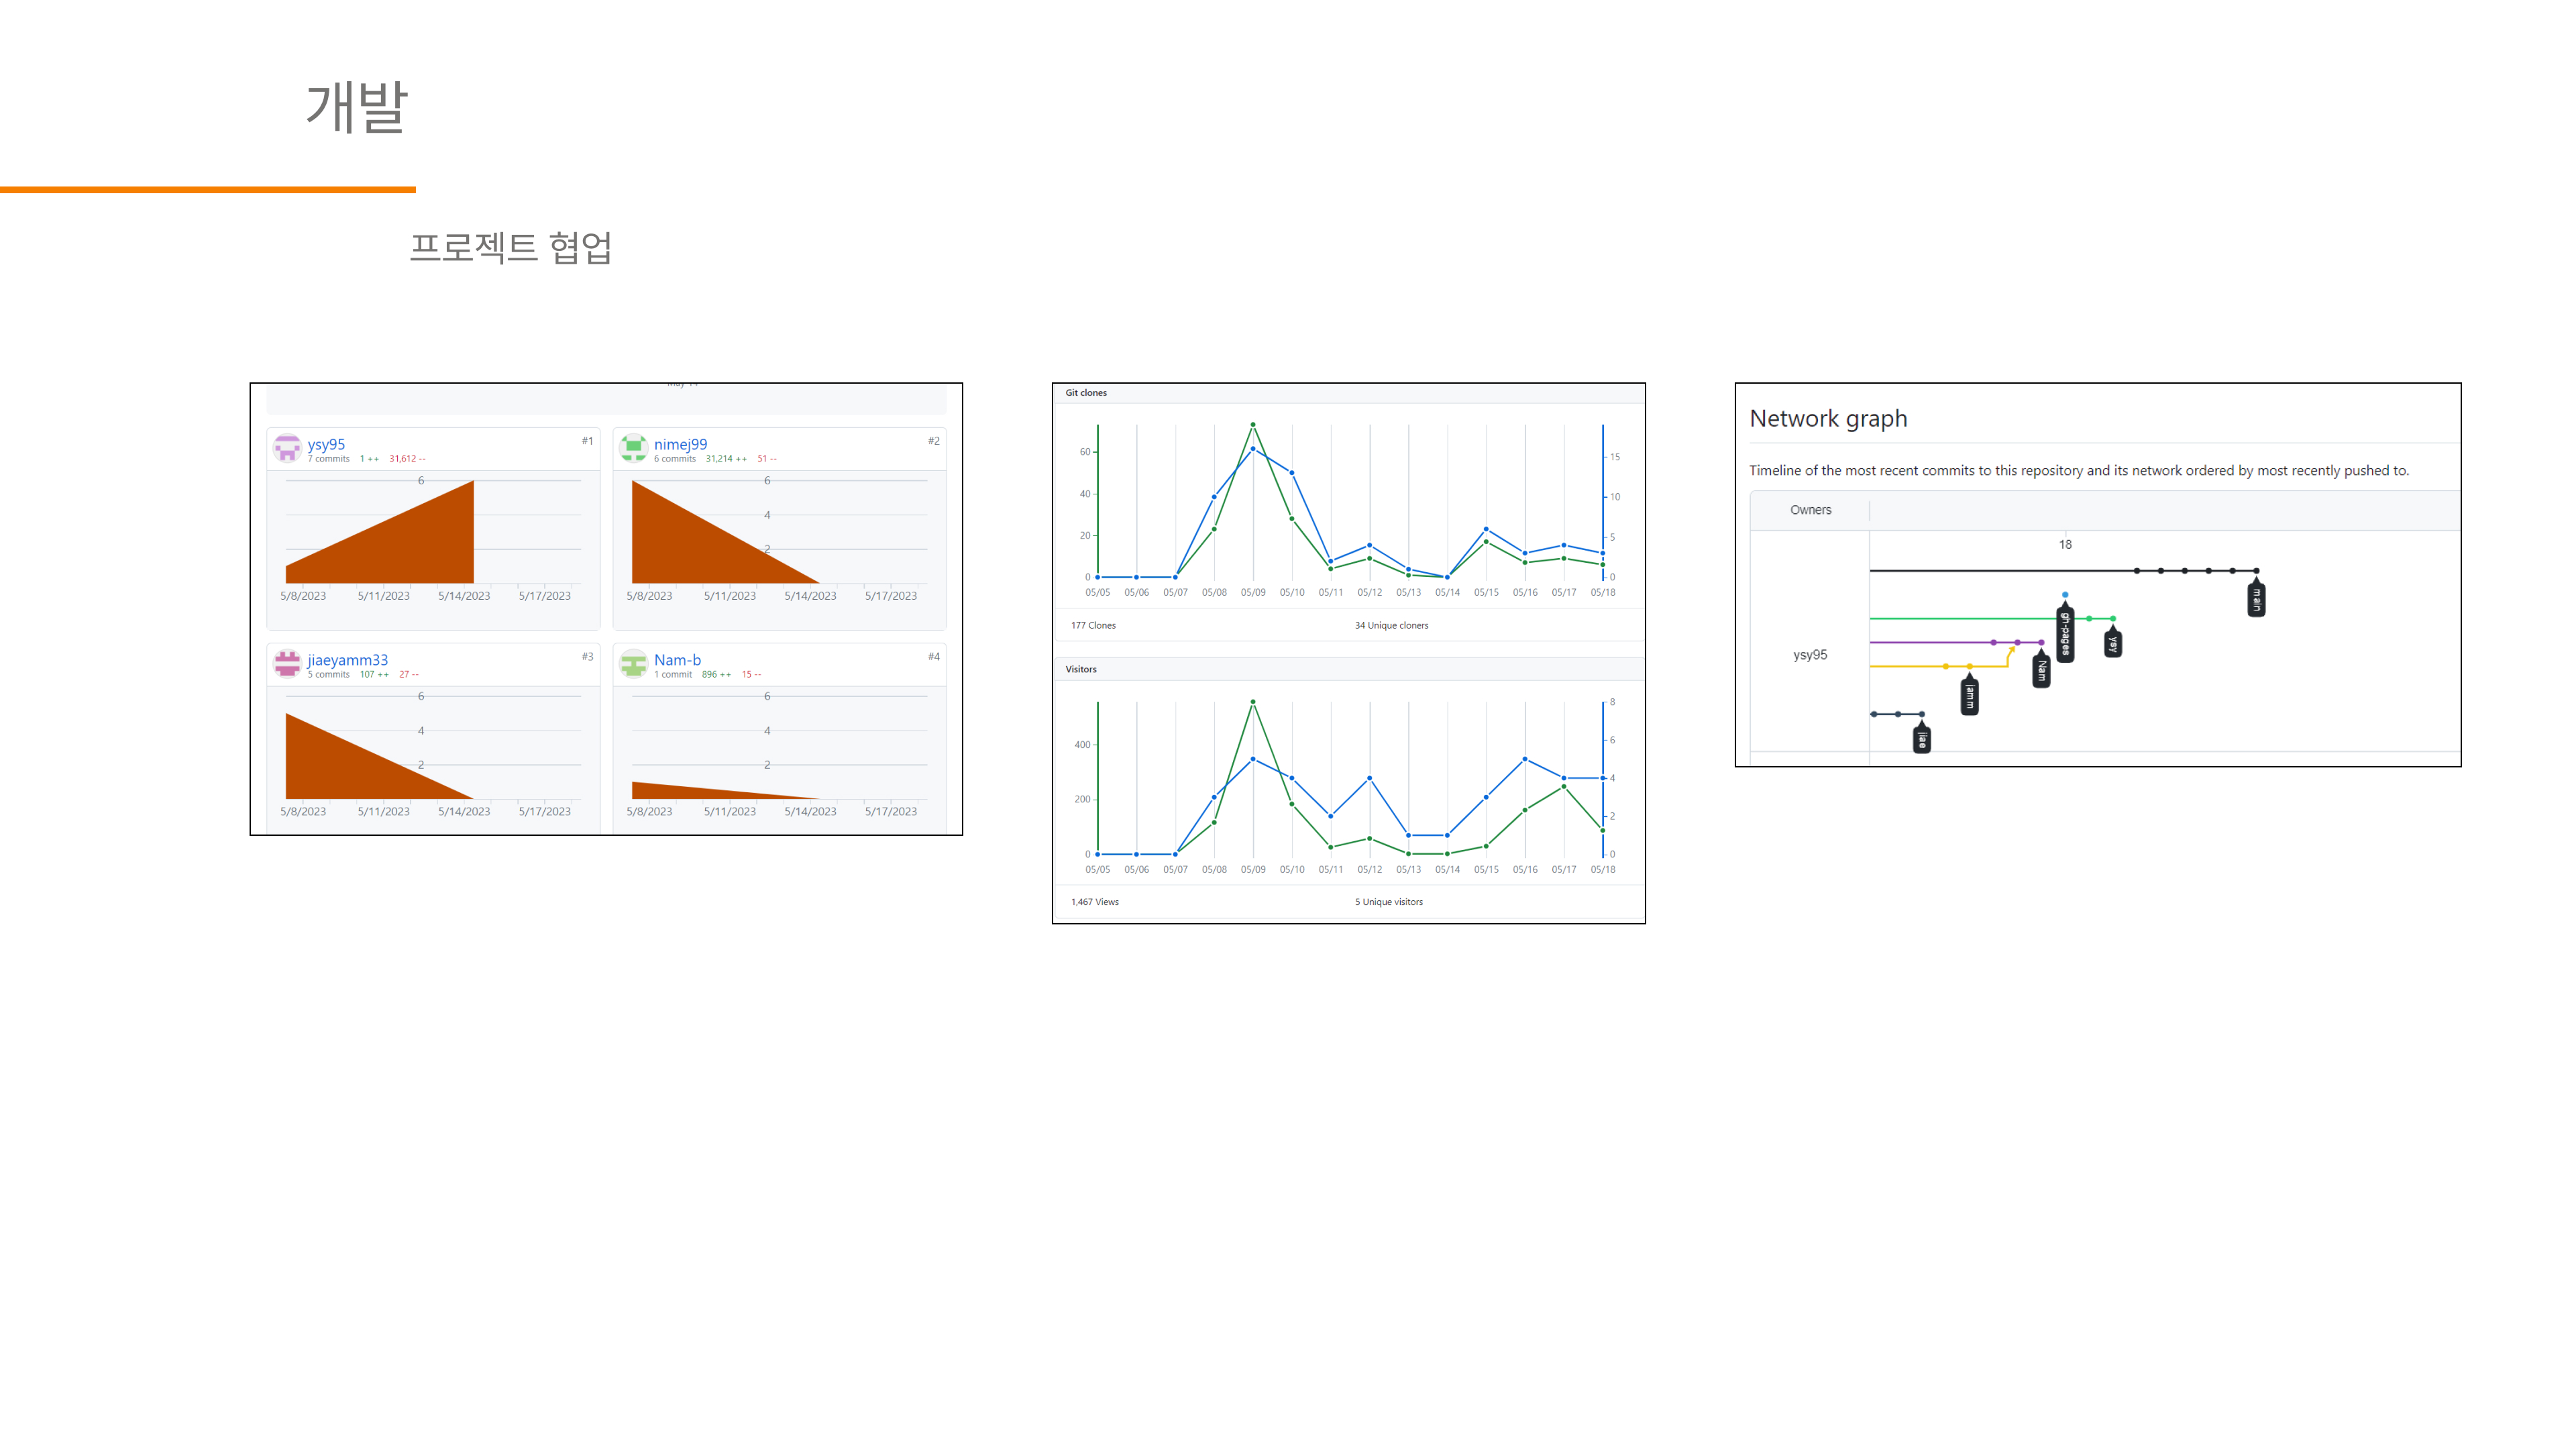 개발
프로젝트 협업
ysy95
#1
7 commits 1 ++ 31,612 --
6
5/8/2023 5/11/2023 5/14/2023 5/17/2023
nimej99
#2
6 commits 31,214 ++ 51 --
6
4
2
5/8/2023 5/11/2023 5/14/2023 5/17/2023
jiaeyamm33
#3
5 commits 107 ++ 27 --
6
4
2
5/8/2023 5/11/2023 5/14/2023 5/17/2023
Nam-b
#4
1 commit 896 ++ 15 --
6
4
2
5/8/2023 5/11/2023 5/14/2023 5/17/2023
Git clones
60
40
20
0
15
10
5
0
05/05 05/06 05/07 05/08 05/09 05/10 05/11 05/12 05/13 05/14 05/15 05/16 05/17 05/18
177 Clones 34 Unique cloners
Visitors
400
200
0
8
6
4
2
0
05/05 05/06 05/07 05/08 05/09 05/10 05/11 05/12 05/13 05/14 05/15 05/16 05/17 05/18
1,467 Views 5 Unique visitors
Network graph
Timeline of the most recent commits to this repository and its network ordered by most recently pushed to.
Owners
18
ysy95
main
gh-pages
ysy
Nam
jamm
jiae